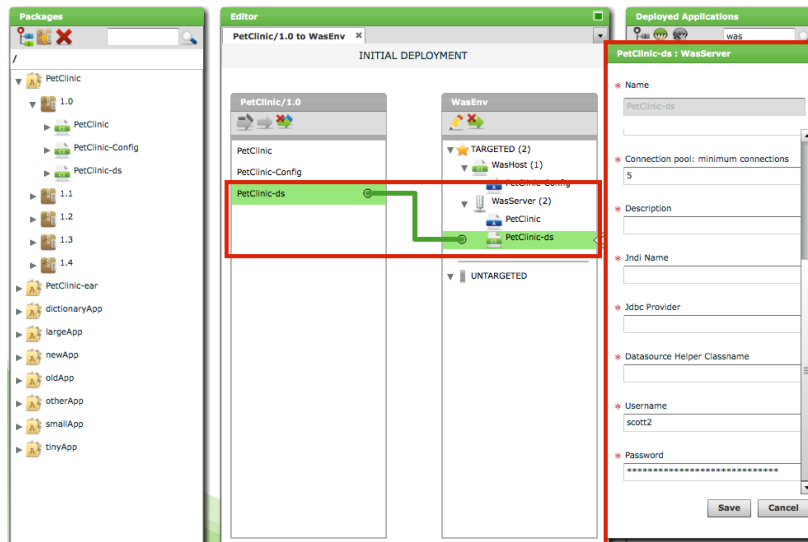 Packages
/
PetClinic
1.0
PetClinic
PetClinic-Config
PetClinic-ds
1.1
1.2
1.3
1.4
PetClinic-ear
dictionaryApp
largeApp
newApp
oldApp
otherApp
smallApp
tinyApp
Editor
PetClinic/1.0 to WasEnv ×
INITIAL DEPLOYMENT
PetClinic/1.0
PetClinic
PetClinic-Config
PetClinic-ds
WasEnv
TARGETED (2)
WasHost (1)
PetClinic-Config
WasServer (2)
PetClinic
PetClinic-ds
UNTARGETED
Deployed Applications
was
PetClinic-ds : WasServer
* Name
PetClinic-ds
* Connection pool: minimum connections
5
* Description
* Jndi Name
* Jdbc Provider
* Datasource Helper Classname
* Username
scott2
* Password
******************************
Save Cancel